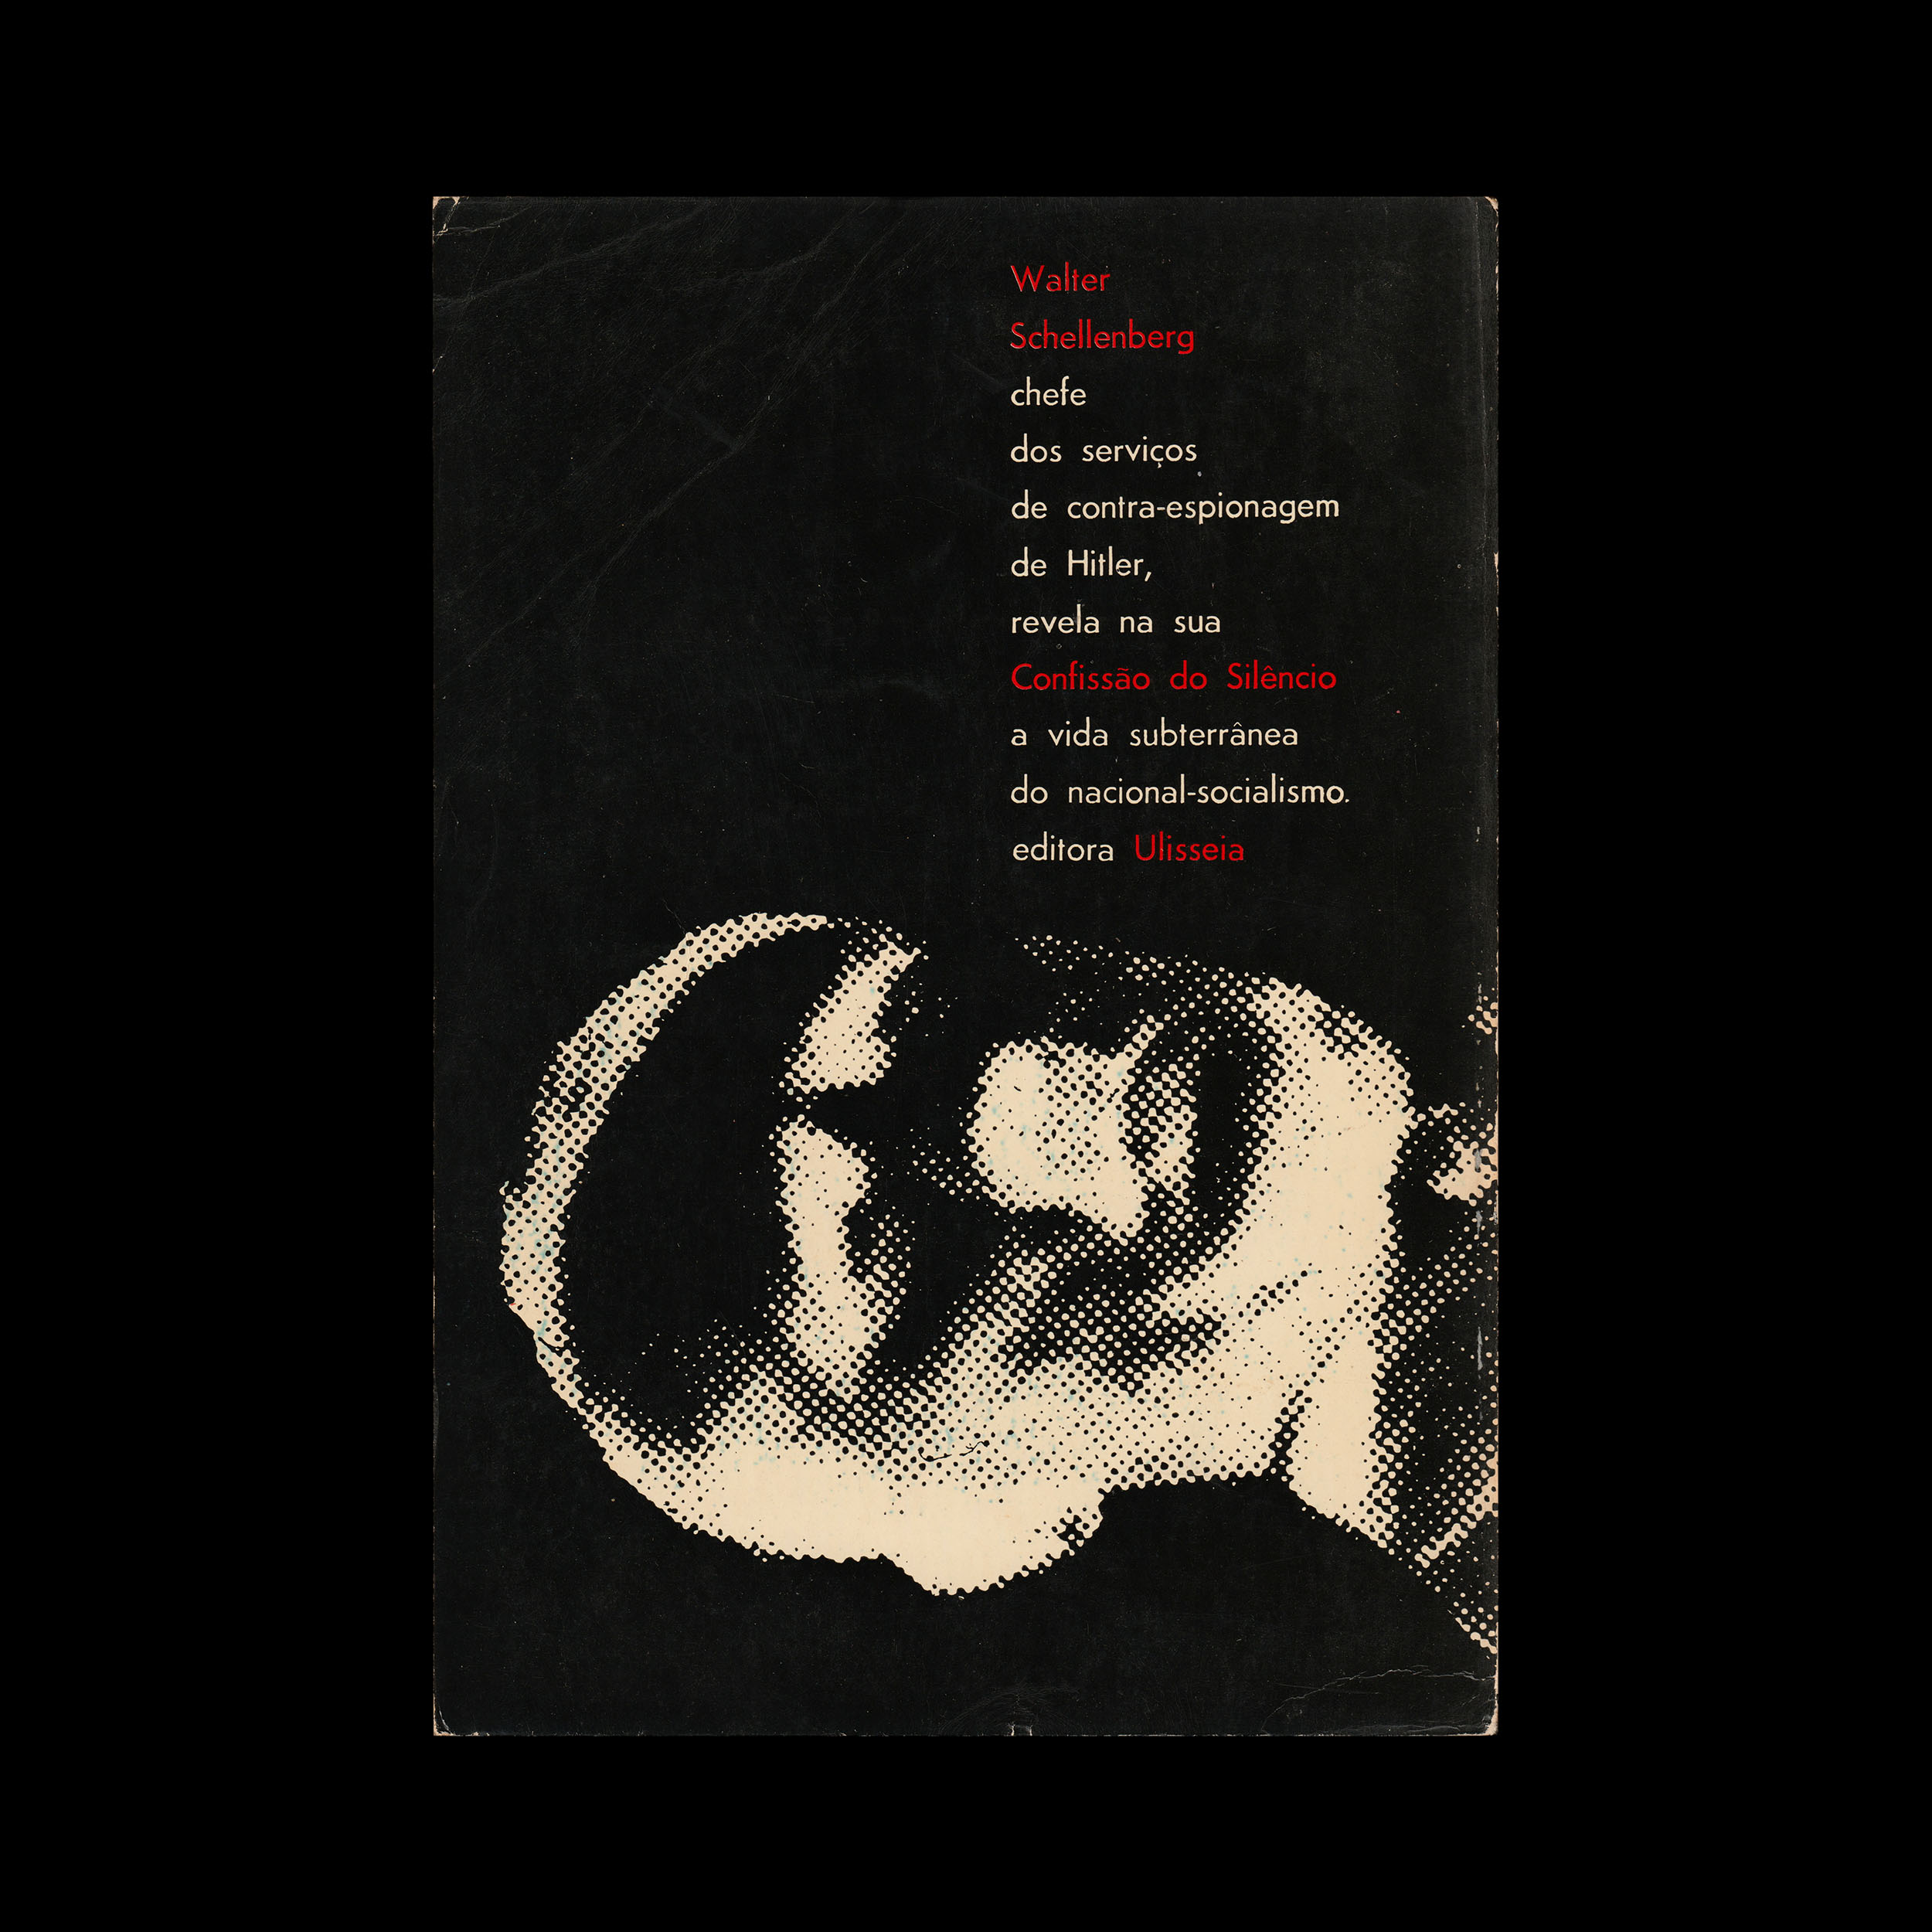 Walter
Schellenberg
chefe
dos serviços
de contra-espionagem
de Hitler,
revela na sua
Confissão do Silêncio
a vida subterrânea
do nacional-socialismo.
editora Ulisseia